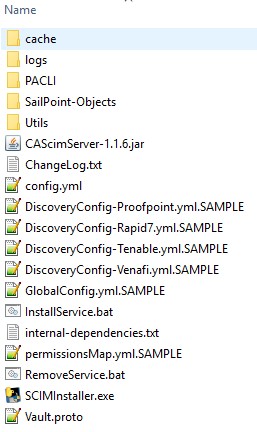 Name
cache
logs
PACLI
SailPoint-Objects
Utils
CAScimServer-1.1.6.jar
ChangeLog.txt
config.yml
DiscoveryConfig-Proofpoint.yml.SAMPLE
DiscoveryConfig-Rapid7.yml.SAMPLE
DiscoveryConfig-Tenable.yml.SAMPLE
DiscoveryConfig-Venafi.yml.SAMPLE
GlobalConfig.yml.SAMPLE
InstallService.bat
internal-dependencies.txt
permissionsMap.yml.SAMPLE
RemoveService.bat
SCIMInstaller.exe
Vault.proto